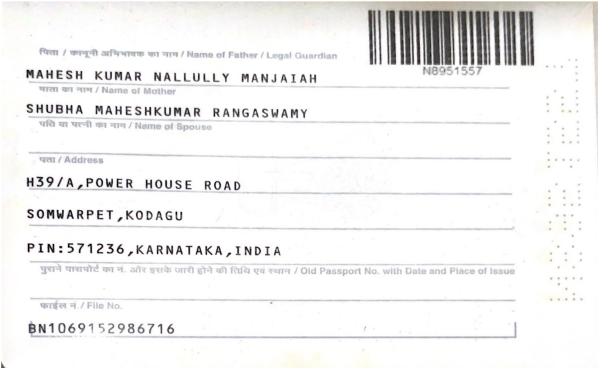 पिता / कानूनी अभिभावक का नाम / Name of Father / Legal Guardian
N8951557
MAHESH KUMAR NALLULLY MANJAIAH
माता का नाम / Name of Mother
SHUBHA MAHESHKUMAR RANGASWAMY
पति या पत्नी का नाम / Name of Spouse
पता / Address
H39/A,POWER HOUSE ROAD
SOMWARPET,KODAGU
PIN:571236,KARNATAKA,INDIA
पुराने पासपोर्ट का नं. और इसके जारी होने की तिथि एवं स्थान / Old Passport No. with Date and Place of Issue
फाईल नं. / File No.
BN1069152986716